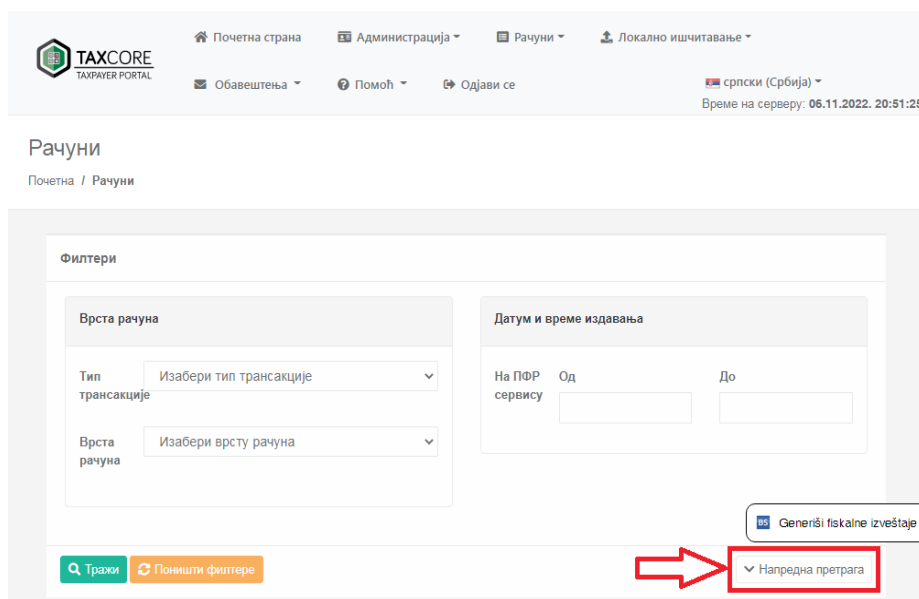 TAXCORE
TAXPAYER PORTAL
Почетна страна
Администрација
Рачуни
Локално ишчитавање
Обавештења
Помоћ
Одјави се
српски (Србија)
Време на серверу: 06.11.2022. 20:51:25
Рачуни
Почетна / Рачуни
Филтери
Врста рачуна
Тип
трансакције
Изабери тип трансакције
Врста
рачуна
Изабери врсту рачуна
Датум и време издавања
На ПФР
сервису
Од
До
BS Generiši fiskalne izveštaje
Тражи
Поништи филтере
Напредна претрага